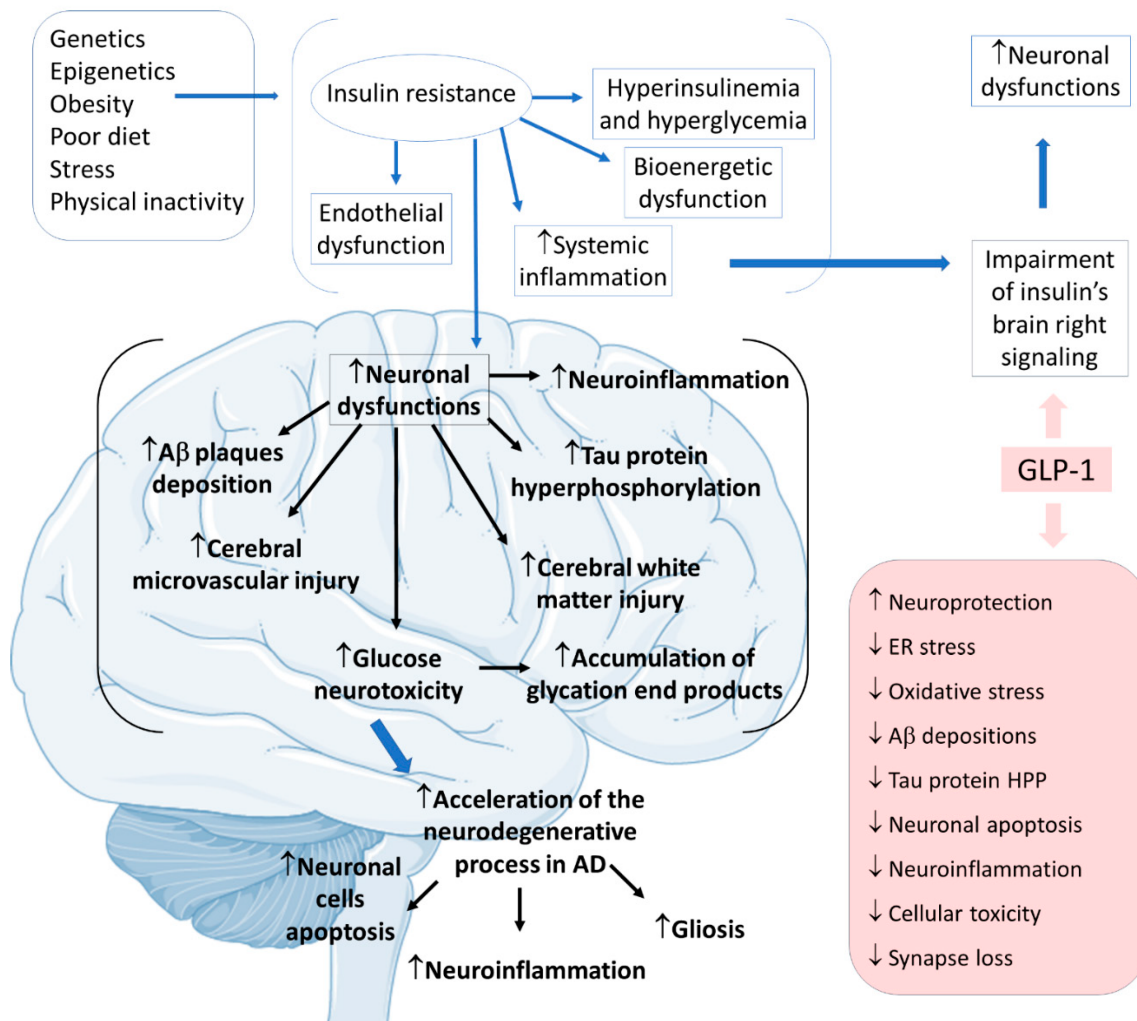 Genetics
Epigenetics
Obesity
Poor diet
Stress
Physical inactivity
Insulin resistance
Hyperinsulinemia
and hyperglycemia
Bioenergetic
dysfunction
Endothelial
dysfunction
↑Systemic
inflammation
↑Neuronal
dysfunctions
Impairment
of insulin’s
brain right
signaling
GLP-1
↑Neuronal
dysfunctions
↑Neuroinflammation
↑Aβ plaques
deposition
↑Tau protein
hyperphosphorylation
↑Cerebral
microvascular injury
↑Cerebral white
matter injury
↑Glucose
neurotoxicity
↑Accumulation of
glycation end products
↑Acceleration of the
neurodegenerative
process in AD
↑Neuronal
cells
apoptosis
↑Neuroinflammation
↑Gliosis
↑ Neuroprotection
↓ ER stress
↓ Oxidative stress
↓ Aβ depositions
↓ Tau protein HPP
↓ Neuronal apoptosis
↓ Neuroinflammation
↓ Cellular toxicity
↓ Synapse loss